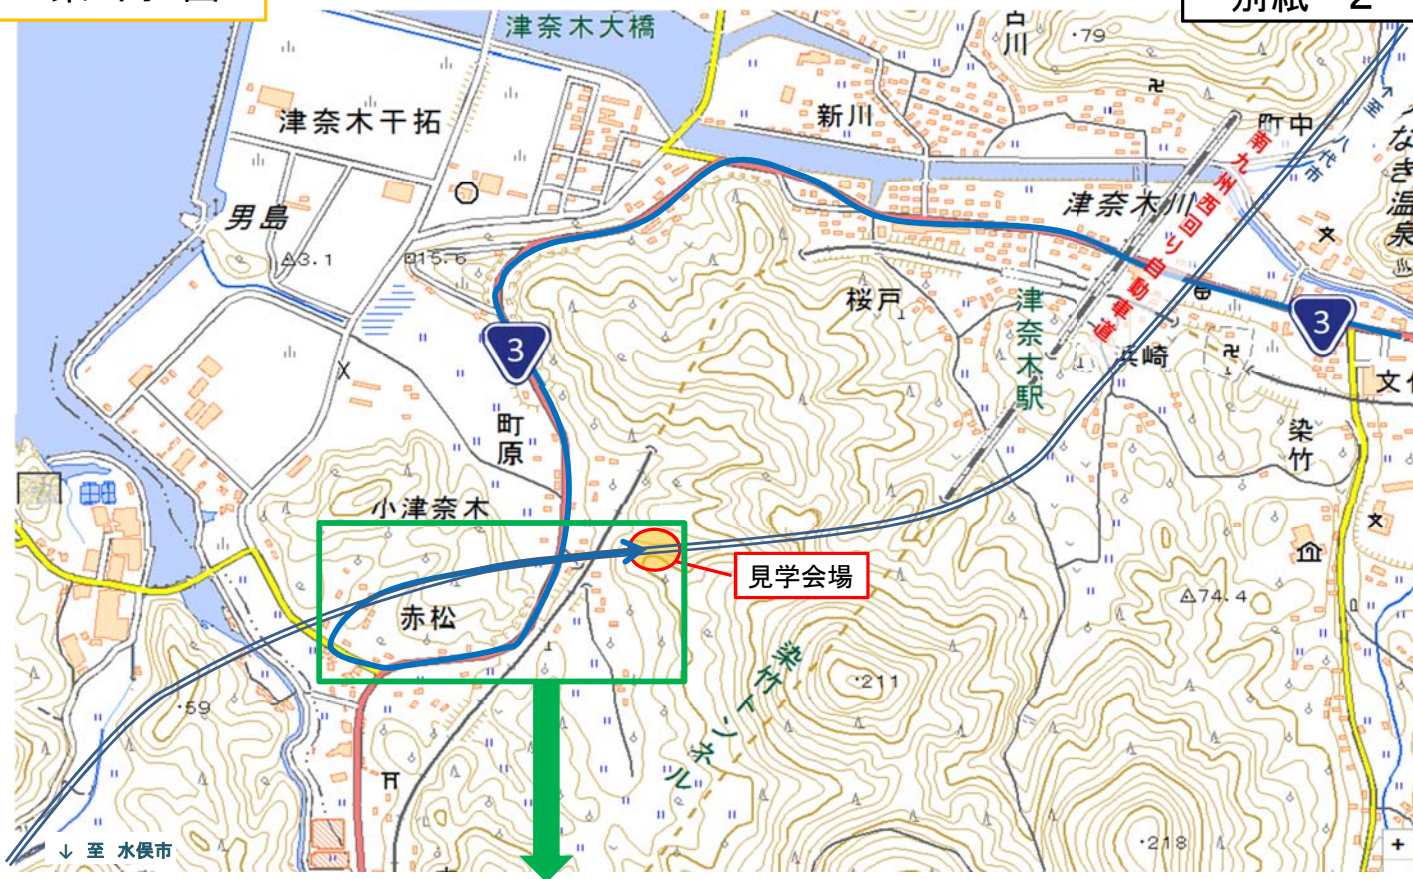 別紙 2
津奈木大橋
古川
・79
新川
町中
↑至 八代市
津奈木干拓
つなぎ温泉
南九州西回り自動車道
津奈木川
男島
3.1
15.6
桜戸
津奈木駅
3
3
浜崎
町原
染竹
小津奈木
見学会場
赤松
74.4
染竹トンネル
・211
・59
・218
↓ 至 水俣市
+